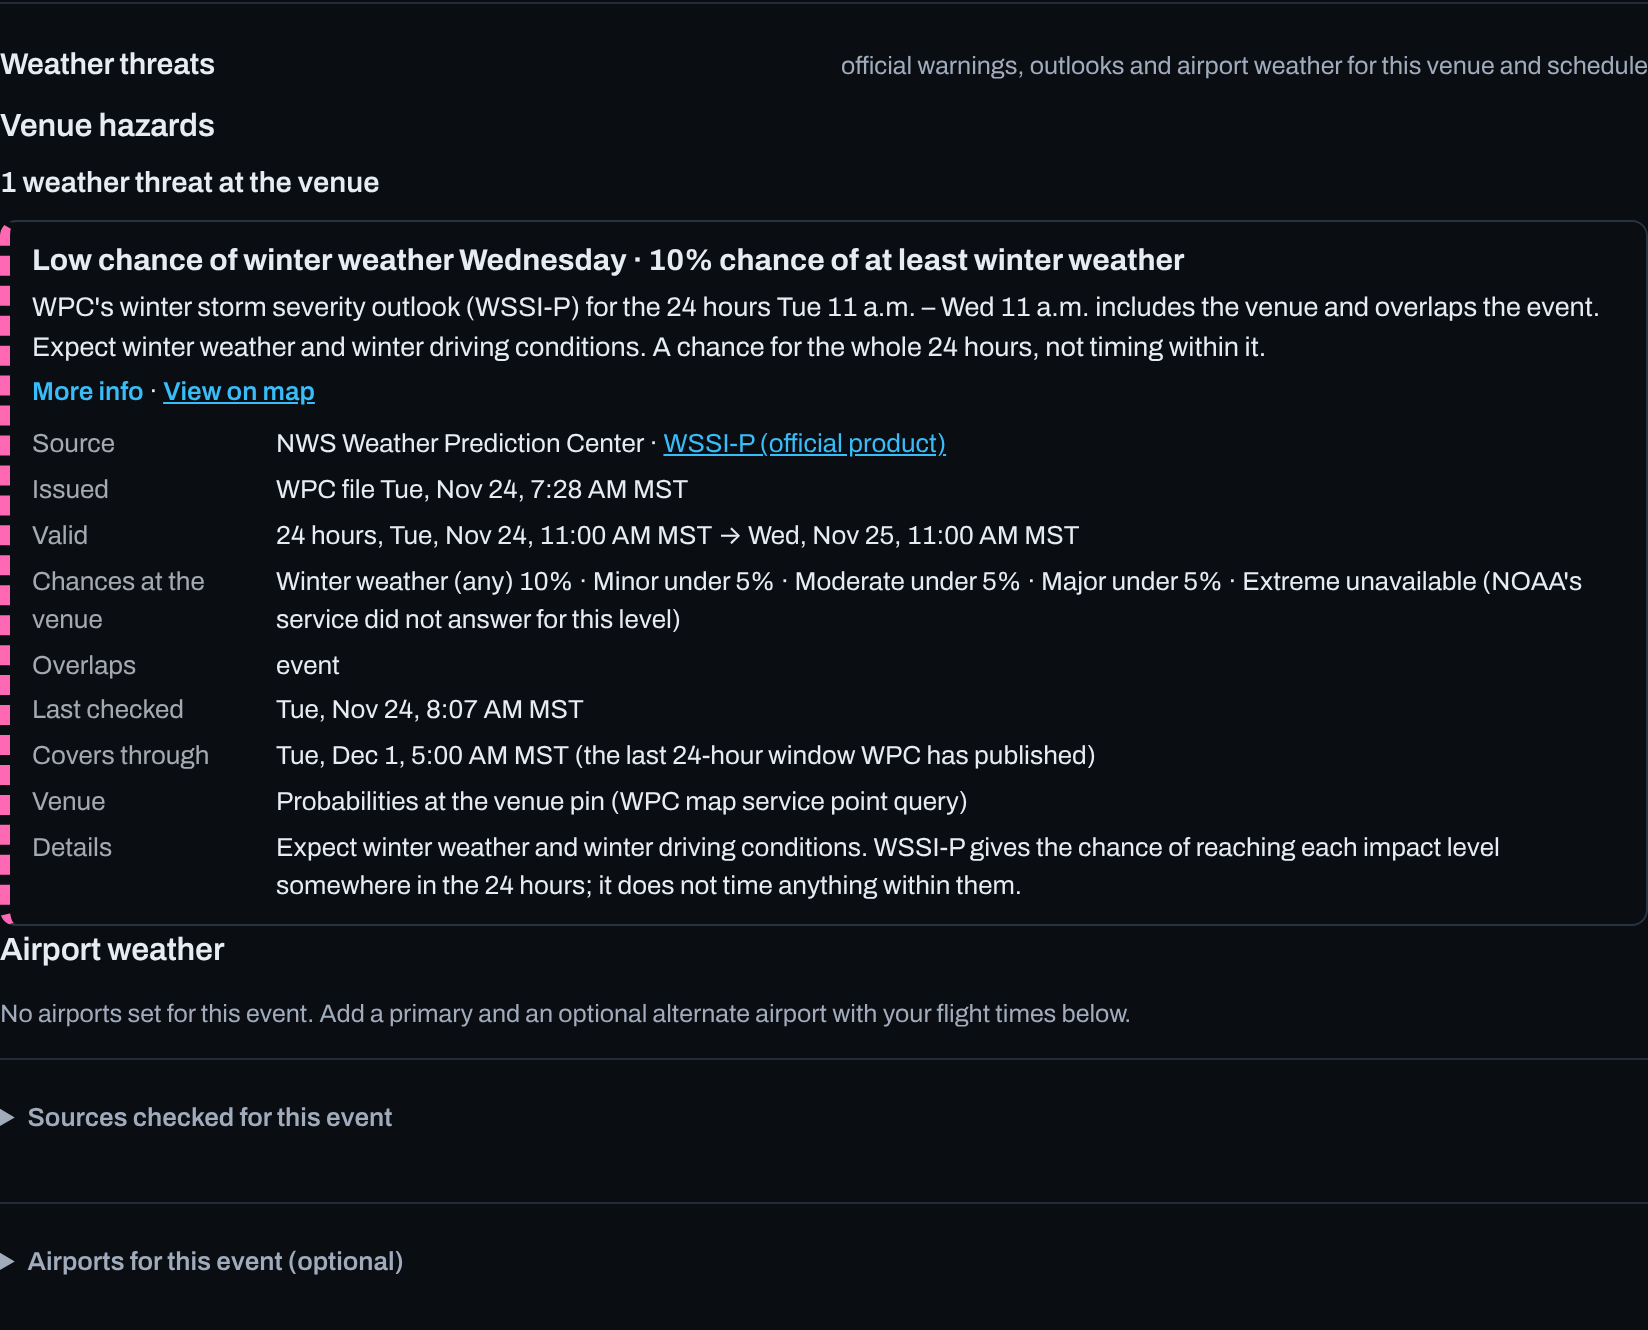 Weather threats
official warnings, outlooks and airport weather for this venue and schedule
Venue hazards
1 weather threat at the venue
Low chance of winter weather Wednesday · 10% chance of at least winter weather
WPC's winter storm severity outlook (WSSI-P) for the 24 hours Tue 11 a.m. – Wed 11 a.m. includes the venue and overlaps the event.
Expect winter weather and winter driving conditions. A chance for the whole 24 hours, not timing within it.
More info · View on map
Source NWS Weather Prediction Center · WSSI-P (official product)
Issued WPC file Tue, Nov 24, 7:28 AM MST
Valid 24 hours, Tue, Nov 24, 11:00 AM MST → Wed, Nov 25, 11:00 AM MST
Chances at the venue
Winter weather (any) 10% · Minor under 5% · Moderate under 5% · Major under 5% · Extreme unavailable (NOAA's
service did not answer for this level)
Overlaps event
Last checked Tue, Nov 24, 8:07 AM MST
Covers through Tue, Dec 1, 5:00 AM MST (the last 24-hour window WPC has published)
Venue Probabilities at the venue pin (WPC map service point query)
Details Expect winter weather and winter driving conditions. WSSI-P gives the chance of reaching each impact level
somewhere in the 24 hours; it does not time anything within them.
Airport weather
No airports set for this event. Add a primary and an optional alternate airport with your flight times below.
Sources checked for this event
Airports for this event (optional)